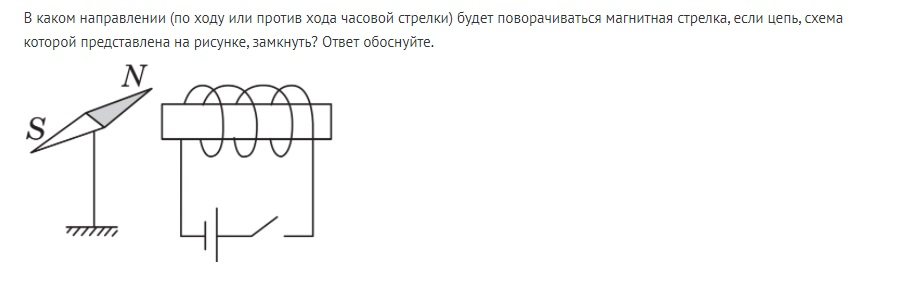 В каком направлении (по ходу или против хода часовой стрелки) будет поворачиваться магнитная стрелка, если цепь, схема
которой представлена на рисунке, замкнуть? Ответ обоснуйте.
N
S